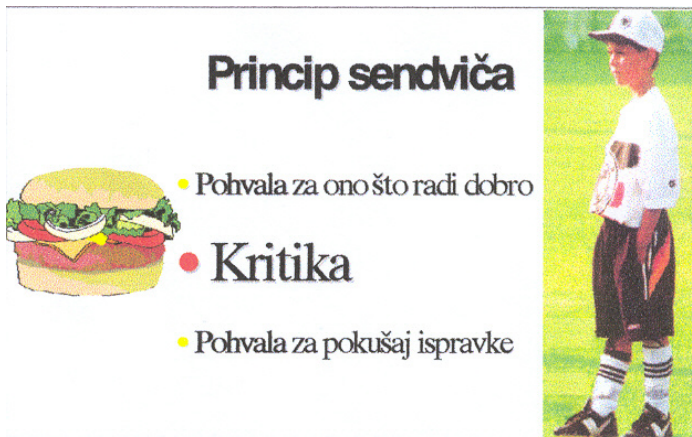 Princip sendviča
Pohvala za ono što radi dobro
Kritika
Pohvala za pokušaj ispravke